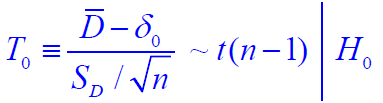 T₀ ≡ (D̅ − δ₀) / (S_D / √n) ~ t(n−1) | H₀